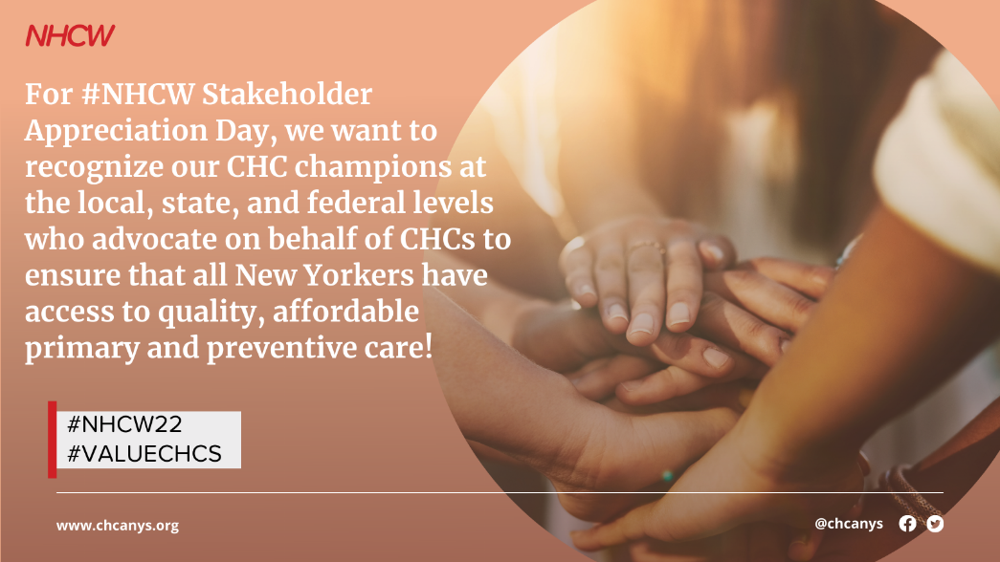 NHCW
For #NHCW Stakeholder
Appreciation Day, we want to
recognize our CHC champions at
the local, state, and federal levels
who advocate on behalf of CHCs to
ensure that all New Yorkers have
access to quality, affordable
primary and preventive care!
#NHCW22
#VALUECHCS
www.chcanys.org
@chcanys